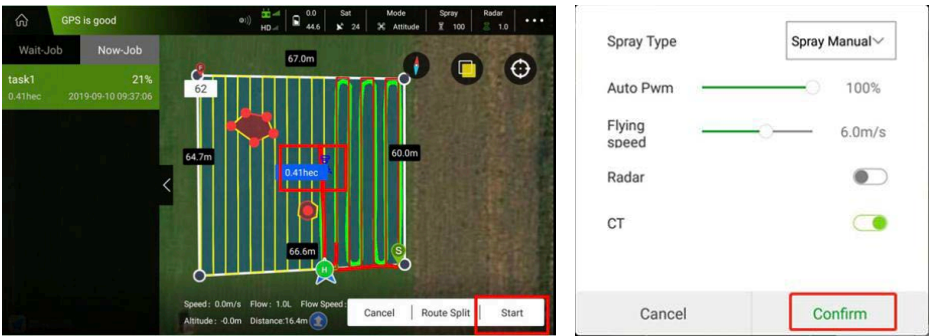 GPS is good
HD
0.0
44.6
Sat
24
Mode
Attitude
Spray
100
Radar
1.0
Wait-Job
Now-Job
task1 21%
0.41hec 2019-09-10 09:37:06
67.0m
62
64.7m
60.0m
0.41hec
66.6m
S
H
Speed: 0.0m/s Flow: 1.0L Flow Speed:
Altitude: -0.0m Distance:16.4m
Cancel
Route Split
Start
Spray Type
Spray Manual
Auto Pwm
100%
Flying
speed
6.0m/s
Radar
CT
Cancel
Confirm